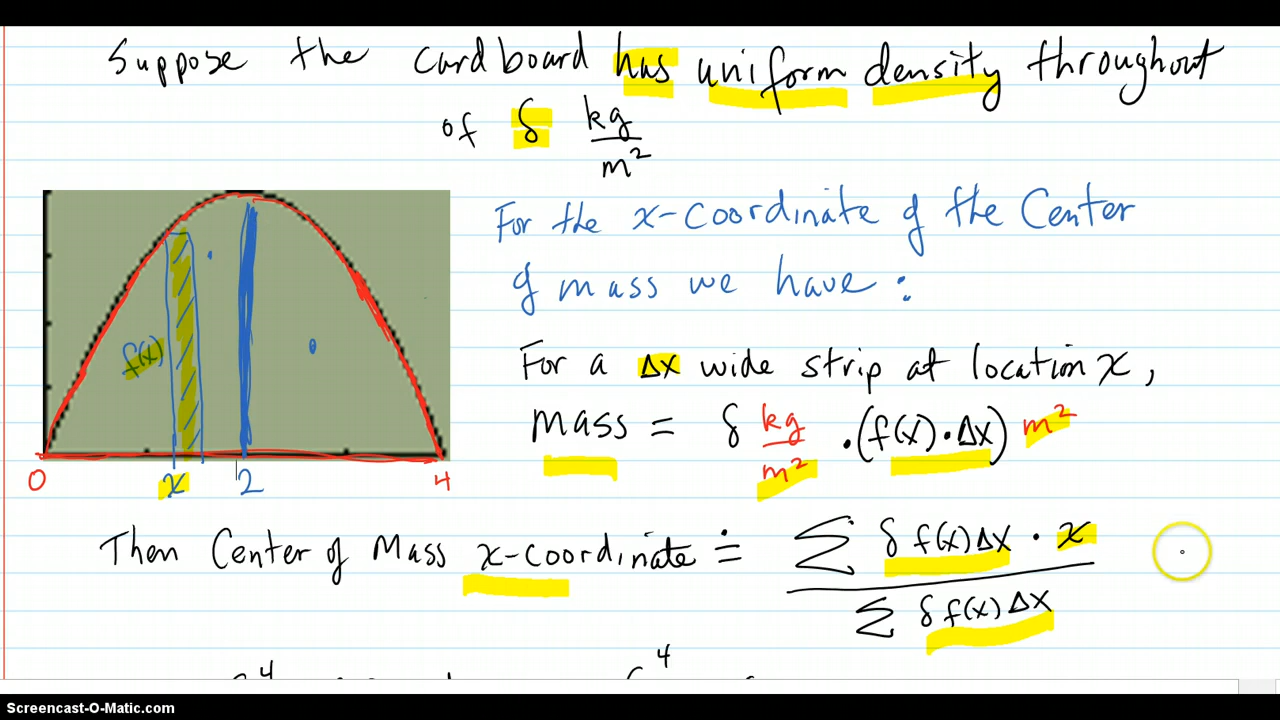 Suppose the cardboard has uniform density throughout
of δ kg/m²
For the x-coordinate of the Center
of mass we have:
f(x)
For a Δx wide strip at location x,
mass = δ kg/m² · (f(x)·Δx) m²
0 x 2 4
Then Center of Mass x-coordinate ≐ ∑ δ f(x)Δx · x / ∑ δ f(x)Δx
4 4
Screencast-O-Matic.com